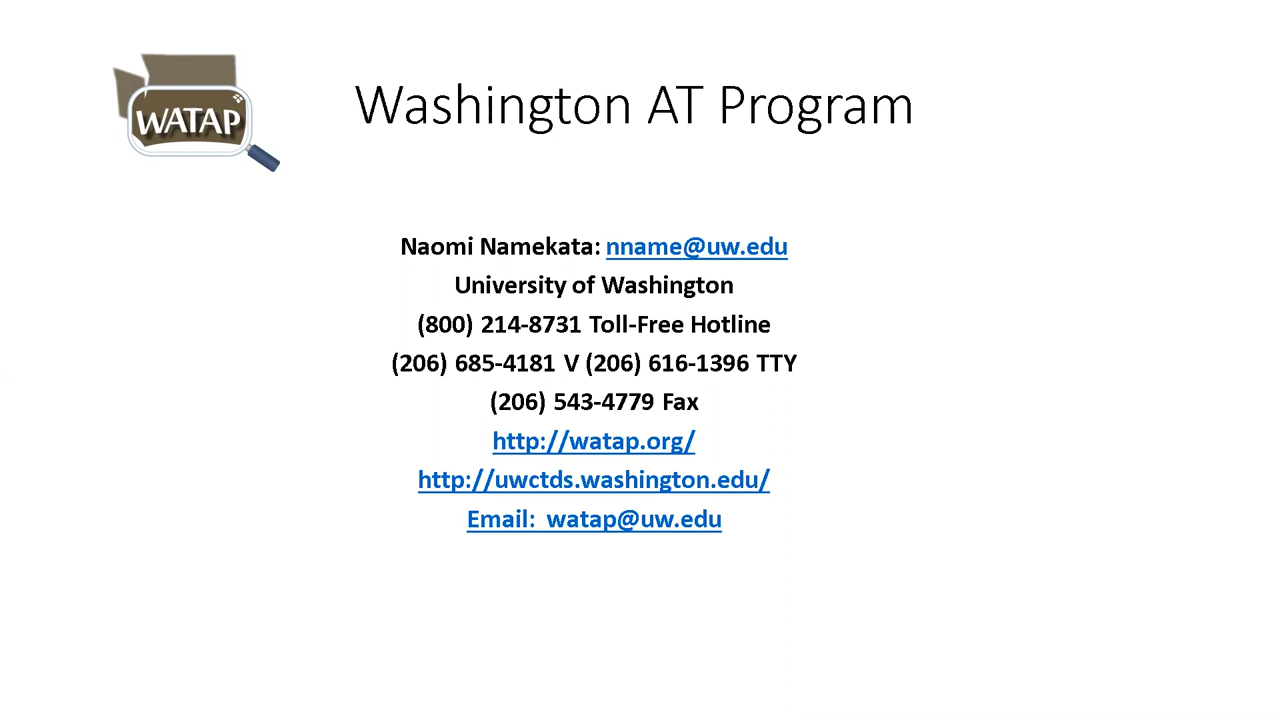 WATAP
Washington AT Program
Naomi Namekata: nname@uw.edu
University of Washington
(800) 214-8731 Toll-Free Hotline
(206) 685-4181 V (206) 616-1396 TTY
(206) 543-4779 Fax
http://watap.org/
http://uwctds.washington.edu/
Email:  watap@uw.edu